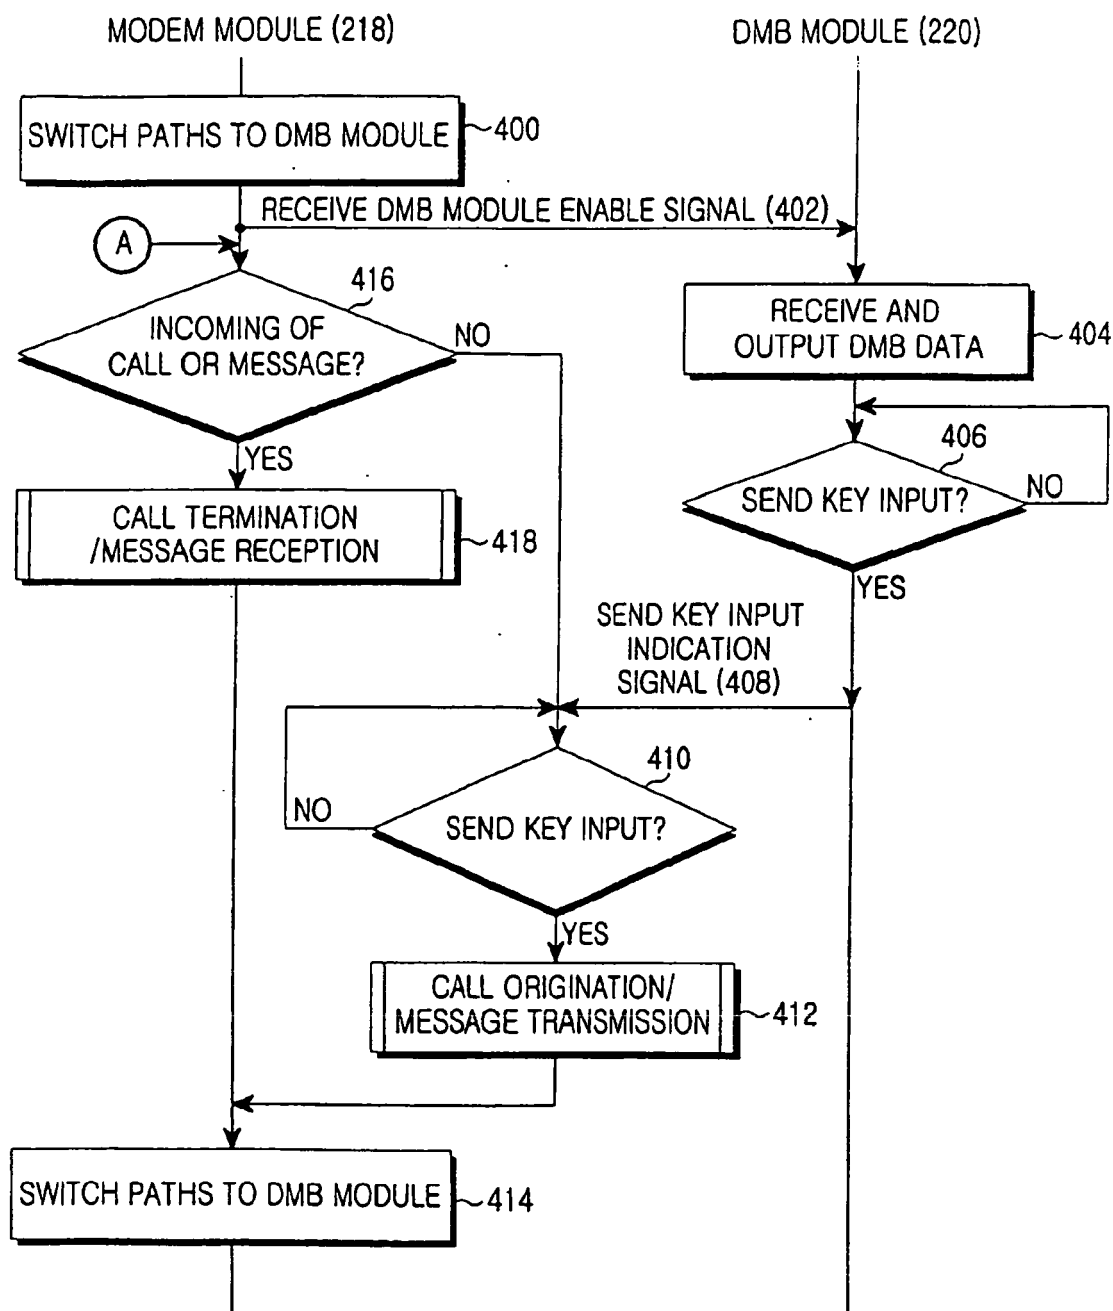 MODEM MODULE (218)
DMB MODULE (220)
SWITCH PATHS TO DMB MODULE
400
RECEIVE DMB MODULE ENABLE SIGNAL (402)
A
416
INCOMING OF
CALL OR MESSAGE?
NO
YES
RECEIVE AND
OUTPUT DMB DATA
404
406
SEND KEY INPUT?
NO
YES
CALL TERMINATION
/MESSAGE RECEPTION
418
SEND KEY INPUT
INDICATION
SIGNAL (408)
410
SEND KEY INPUT?
NO
YES
CALL ORIGINATION/
MESSAGE TRANSMISSION
412
SWITCH PATHS TO DMB MODULE
414